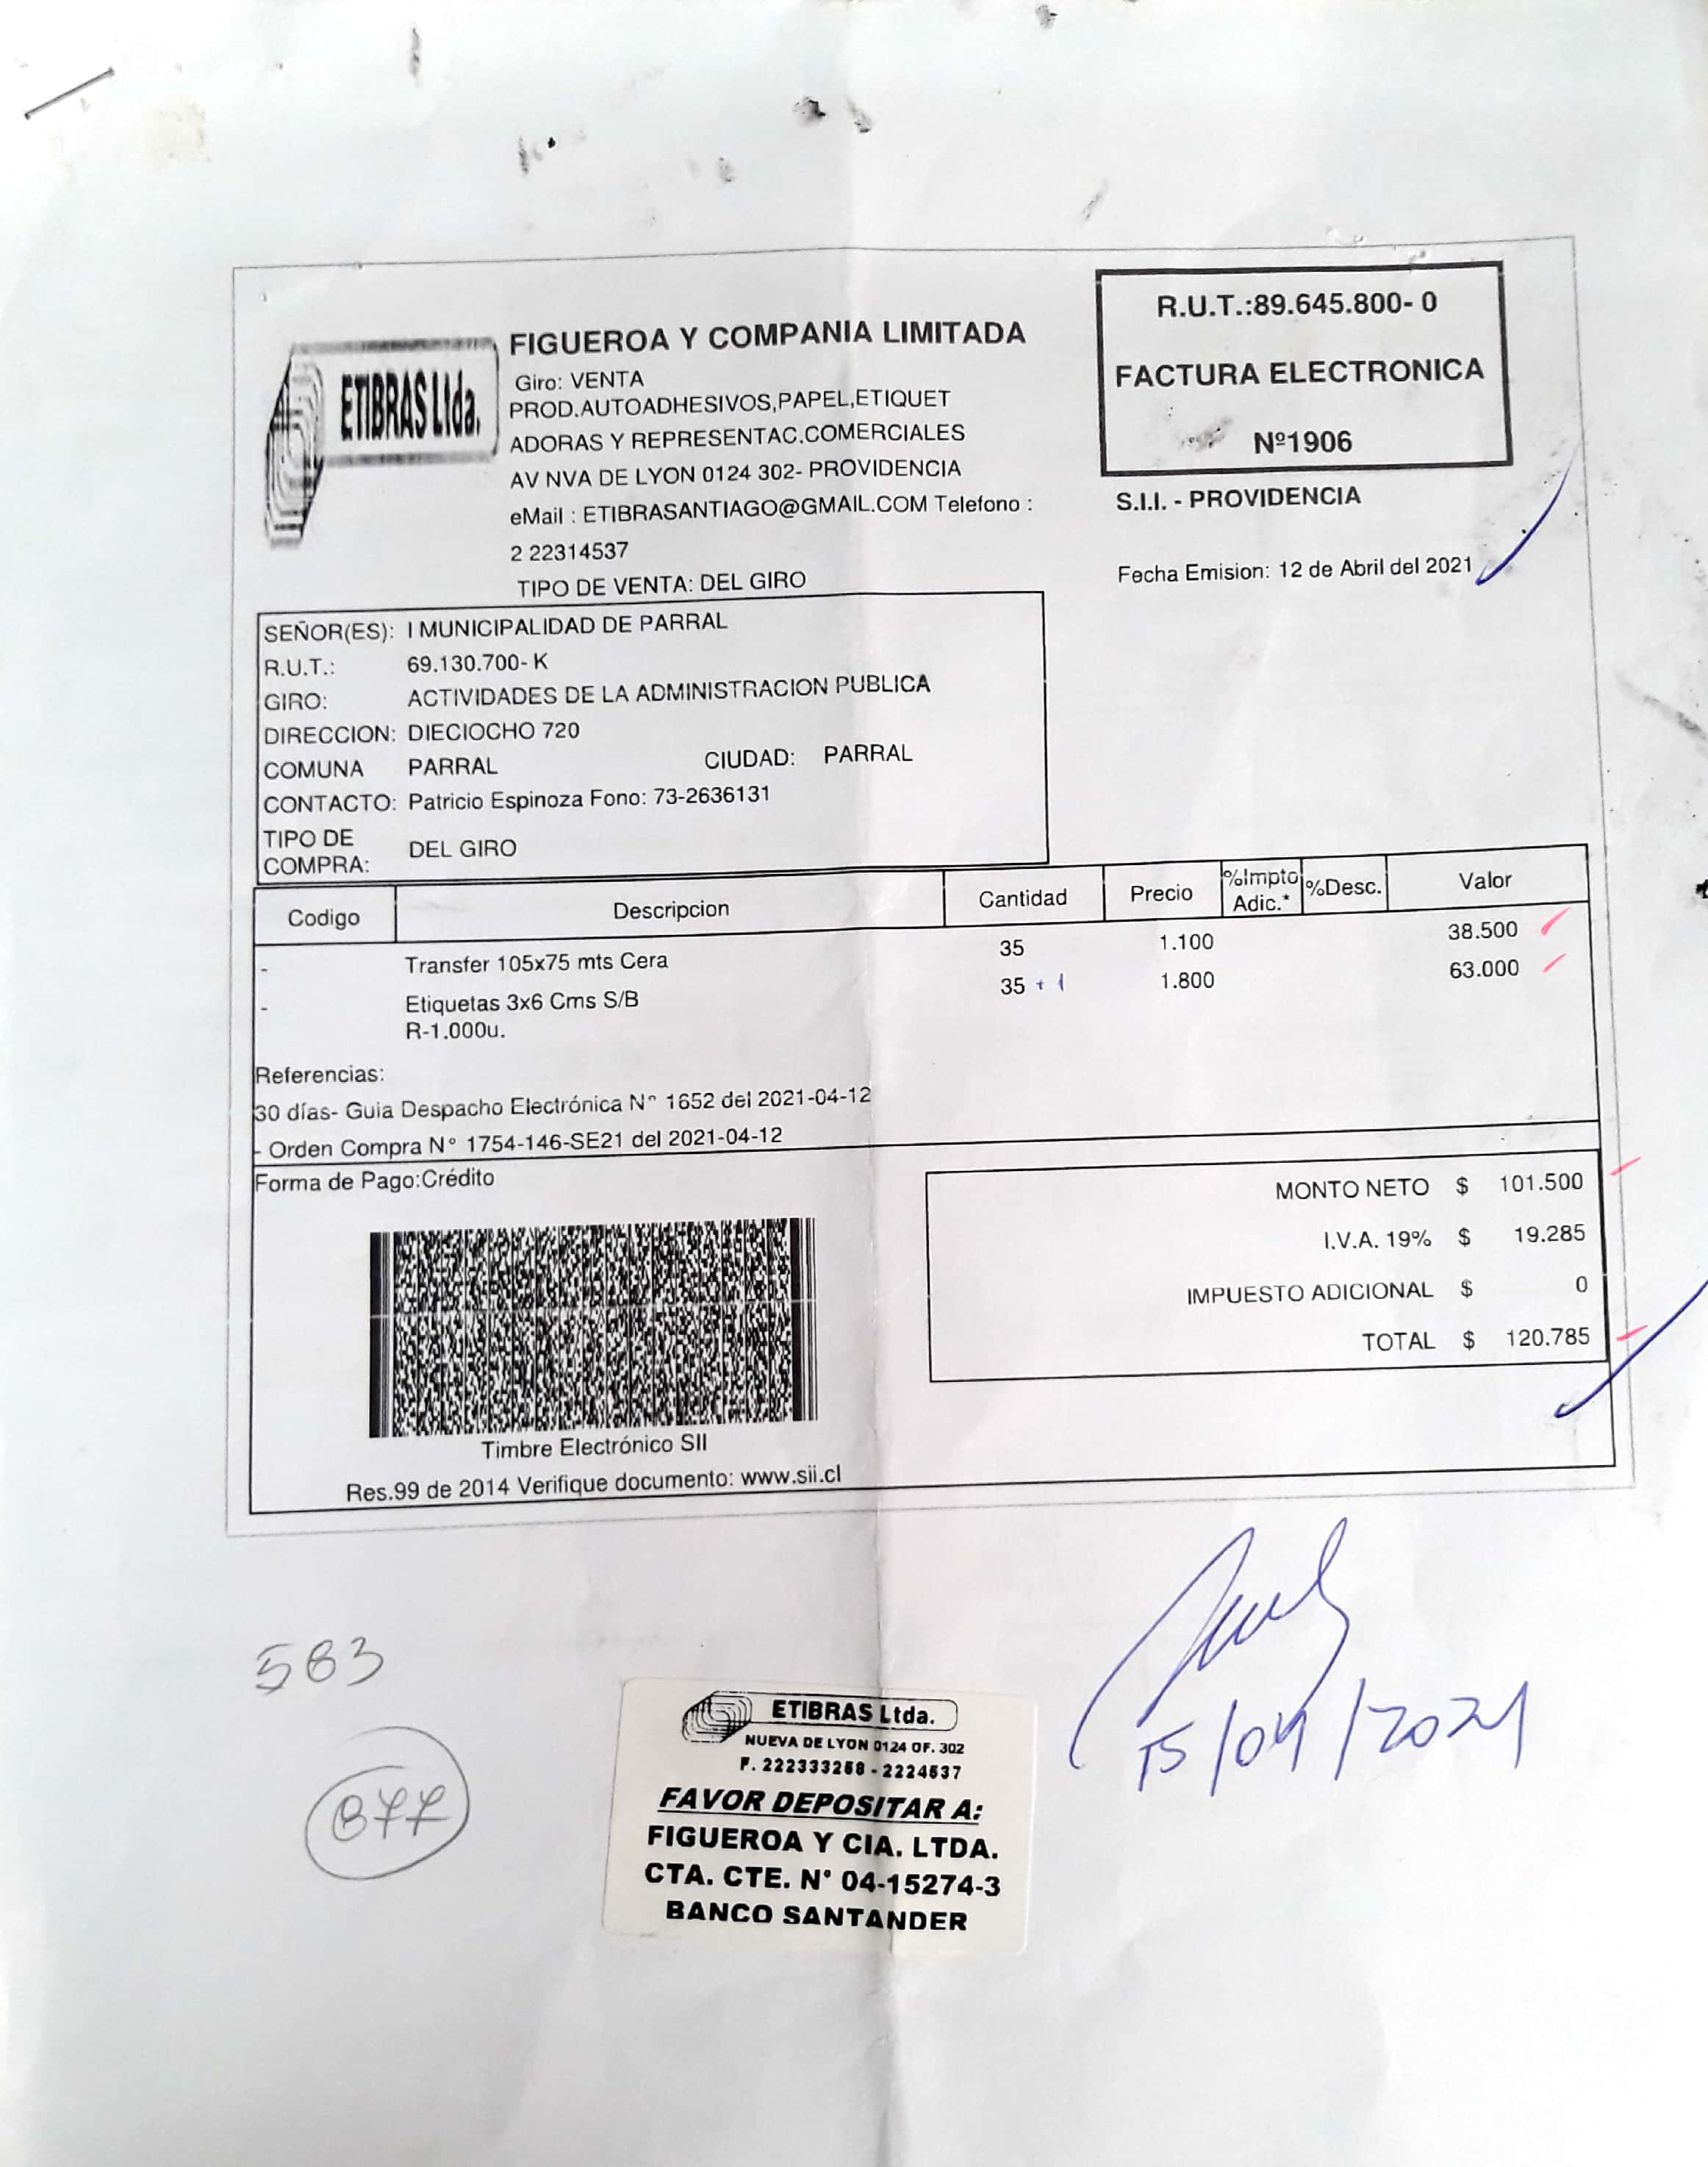 ETIBRAS Ltda.
FIGUEROA Y COMPANIA LIMITADA
Giro: VENTA
PROD.AUTOADHESIVOS,PAPEL,ETIQUET
ADORAS Y REPRESENTAC.COMERCIALES
AV NVA DE LYON 0124 302- PROVIDENCIA
eMail : ETIBRASANTIAGO@GMAIL.COM Telefono :
2 22314537
TIPO DE VENTA: DEL GIRO
R.U.T.:89.645.800- 0
FACTURA ELECTRONICA
Nº1906
S.I.I. - PROVIDENCIA
Fecha Emision: 12 de Abril del 2021
SEÑOR(ES): I MUNICIPALIDAD DE PARRAL
R.U.T.: 69.130.700- K
GIRO: ACTIVIDADES DE LA ADMINISTRACION PUBLICA
DIRECCION: DIECIOCHO 720
COMUNA PARRAL CIUDAD: PARRAL
CONTACTO: Patricio Espinoza Fono: 73-2636131
TIPO DE
COMPRA: DEL GIRO
Codigo Descripcion Cantidad Precio %Impto Adic.* %Desc. Valor
- Transfer 105x75 mts Cera 35 1.100 38.500
- Etiquetas 3x6 Cms S/B 35 + 1 1.800 63.000
R-1.000u.
Referencias:
30 días- Guia Despacho Electrónica N° 1652 del 2021-04-12
- Orden Compra N° 1754-146-SE21 del 2021-04-12
Forma de Pago:Crédito
MONTO NETO $ 101.500
I.V.A. 19% $ 19.285
IMPUESTO ADICIONAL $ 0
TOTAL $ 120.785
Timbre Electrónico SII
Res.99 de 2014 Verifique documento: www.sii.cl
583
877
15/04/2021
ETIBRAS Ltda.
NUEVA DE LYON 0124 OF. 302
F. 222333258 - 2224537
FAVOR DEPOSITAR A:
FIGUEROA Y CIA. LTDA.
CTA. CTE. N° 04-15274-3
BANCO SANTANDER